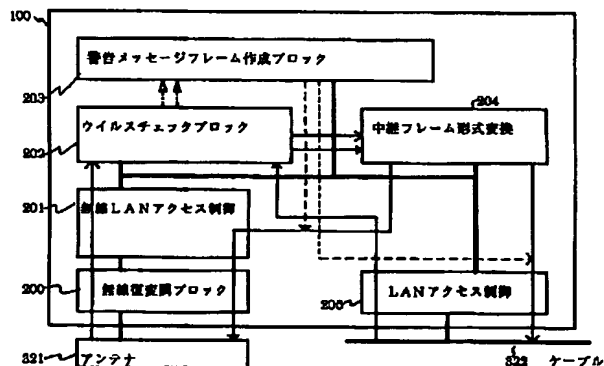 100
警告メッセージフレーム作成ブロック
203
204
ウイルスチェックブロック
中継フレーム形式変換
202
201
無線LANアクセス制御
200
無線復変調ブロック
205
LANアクセス制御
321
アンテナ
322
ケーブル